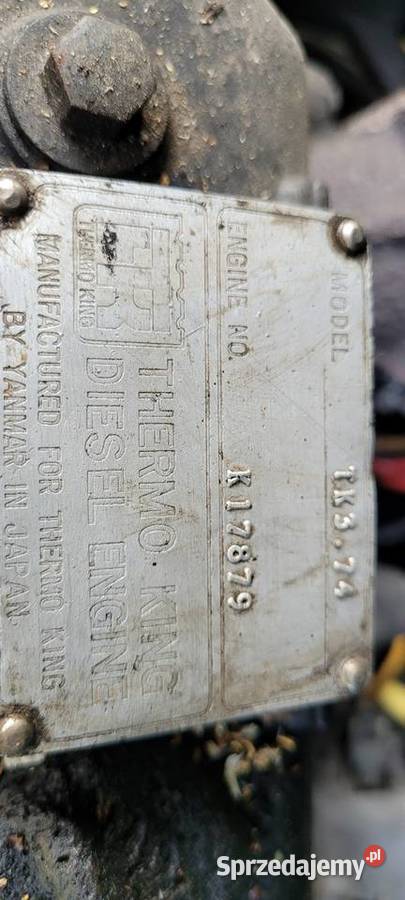 MODEL TK3.74
ENGINE NO. K17879
THERMO KING
THERMO KING
DIESEL ENGINE
MANUFACTURED FOR THERMO KING
BY YANMAR IN JAPAN.
Sprzedajemy.pl